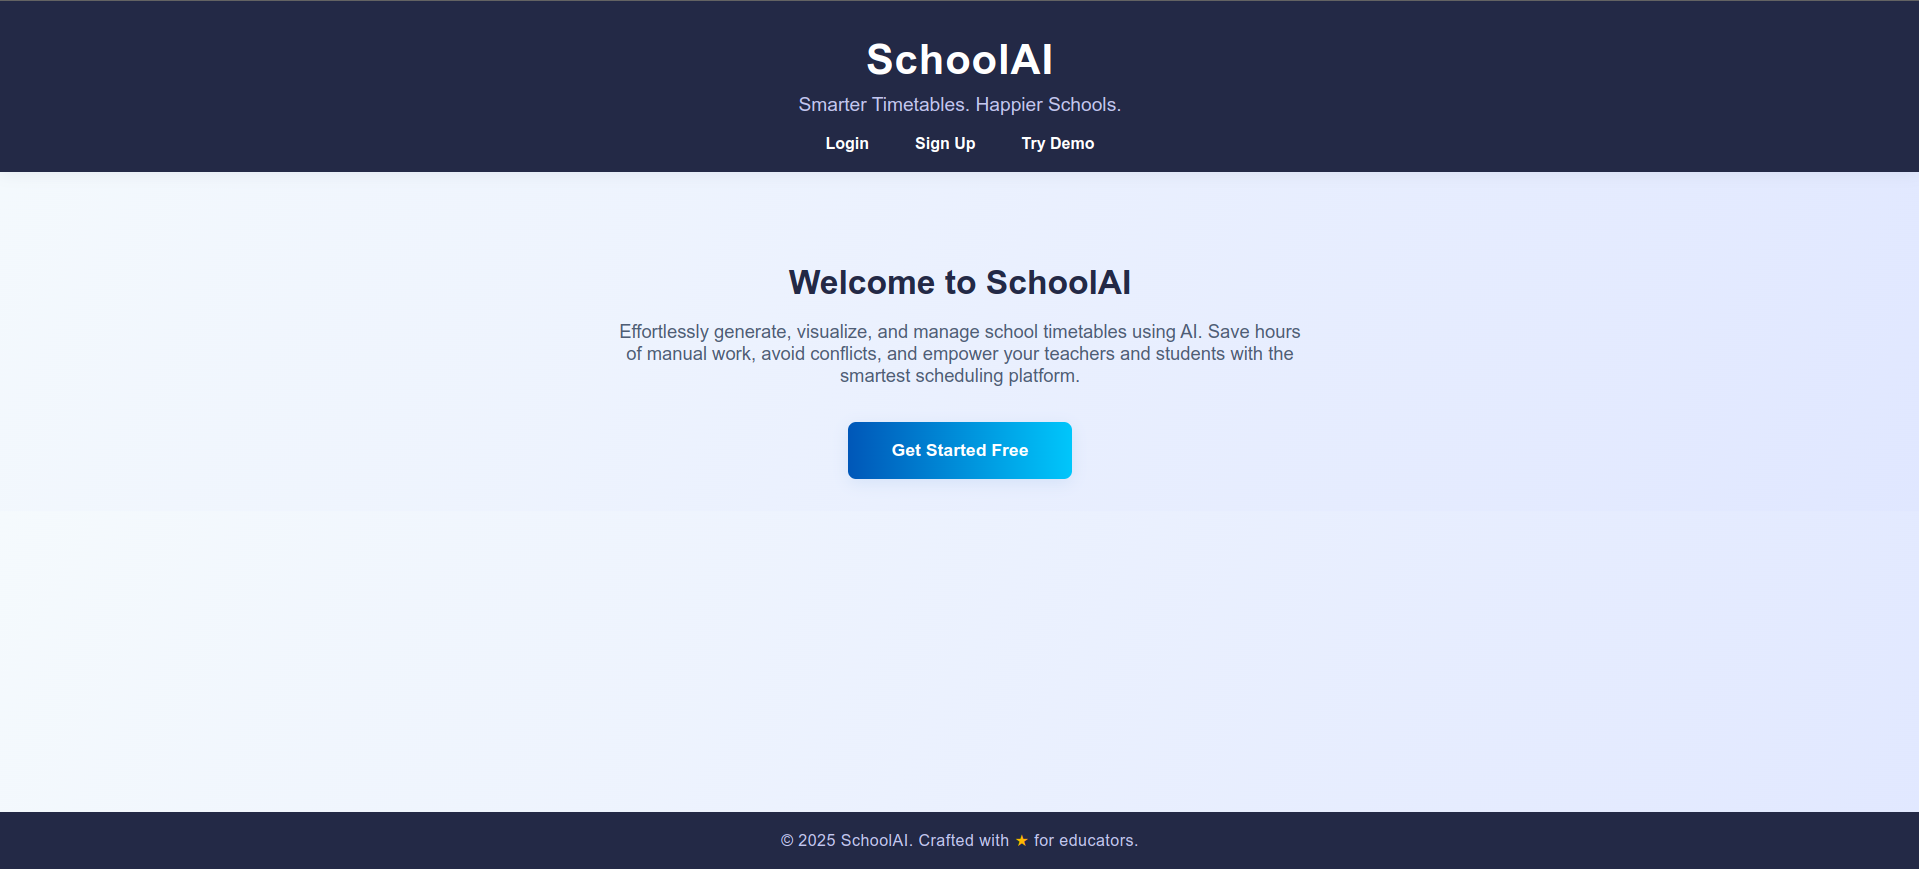 SchoolAI
Smarter Timetables. Happier Schools.
Login Sign Up Try Demo
Welcome to SchoolAI
Effortlessly generate, visualize, and manage school timetables using AI. Save hours
of manual work, avoid conflicts, and empower your teachers and students with the
smartest scheduling platform.
Get Started Free
© 2025 SchoolAI. Crafted with ★ for educators.